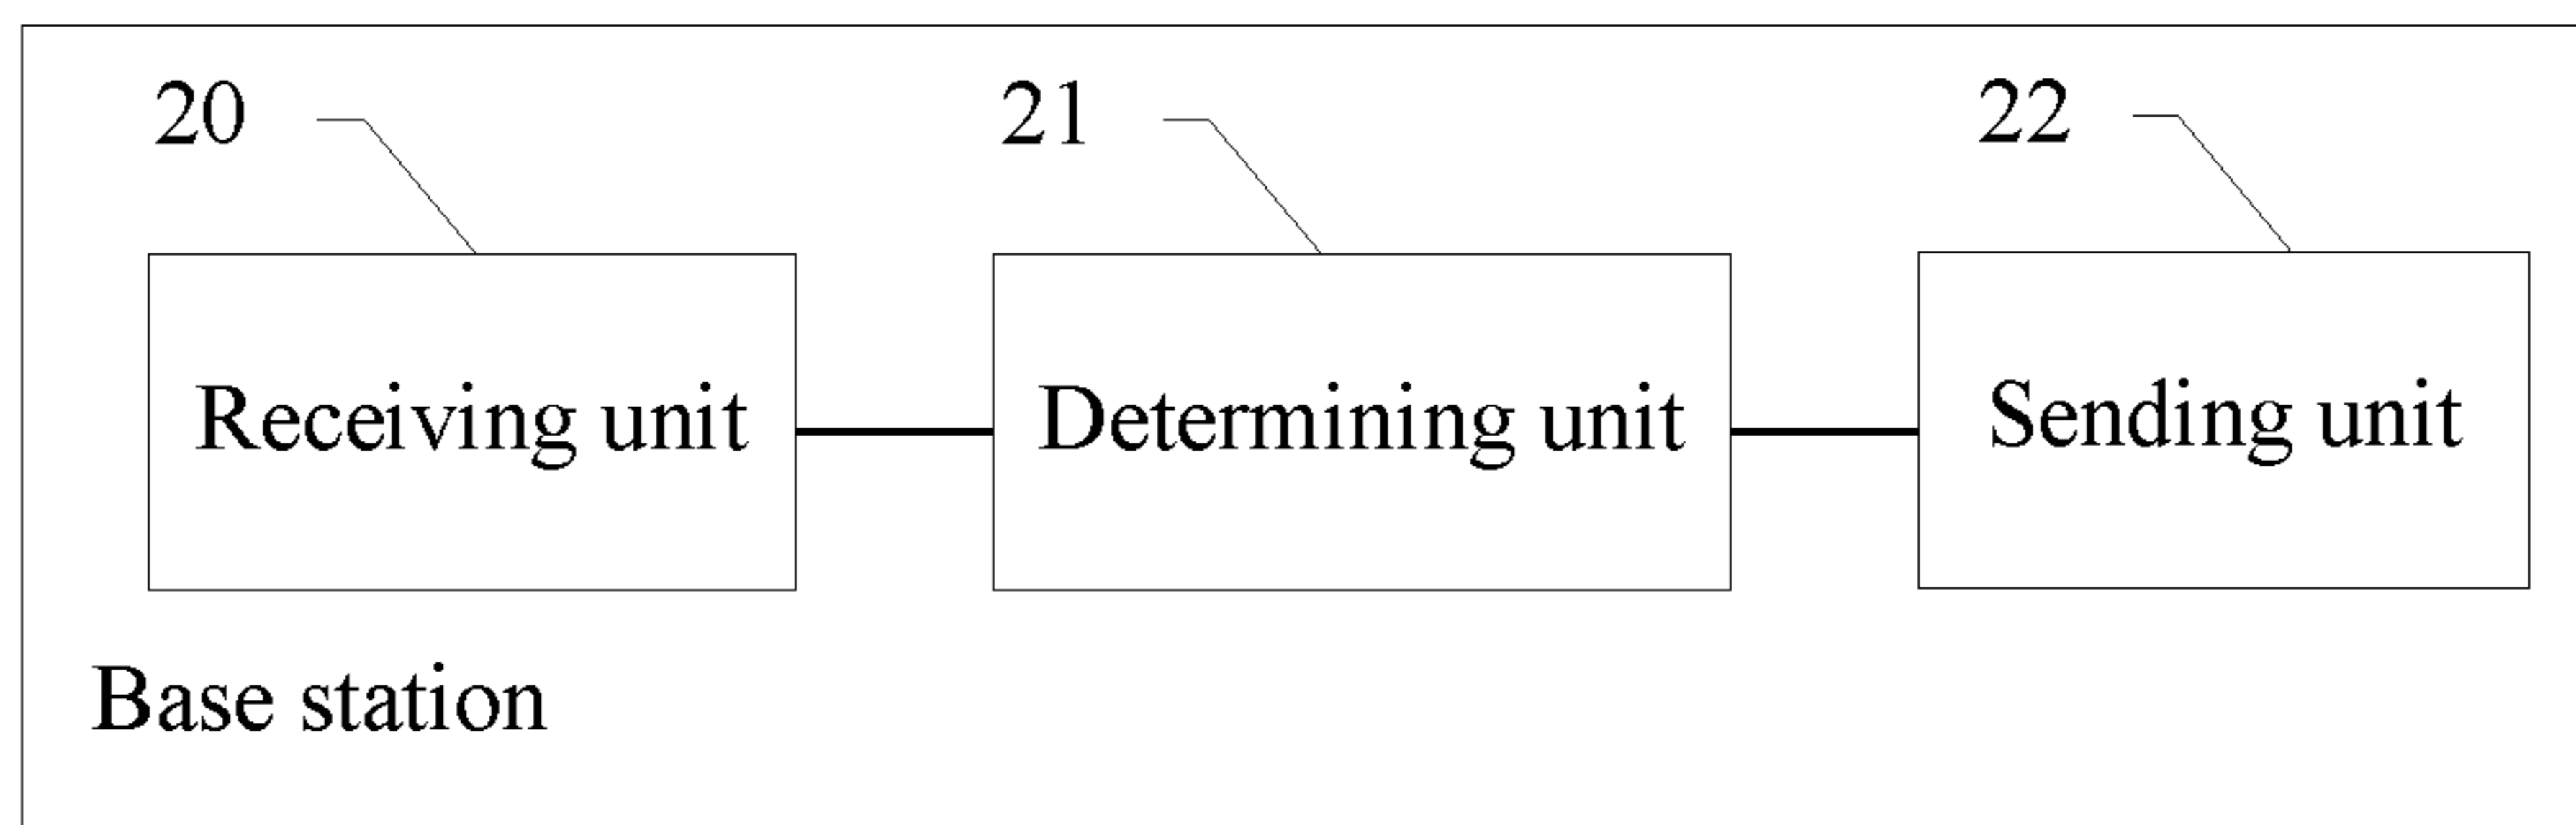 20 21 22
Receiving unit Determining unit Sending unit
Base station